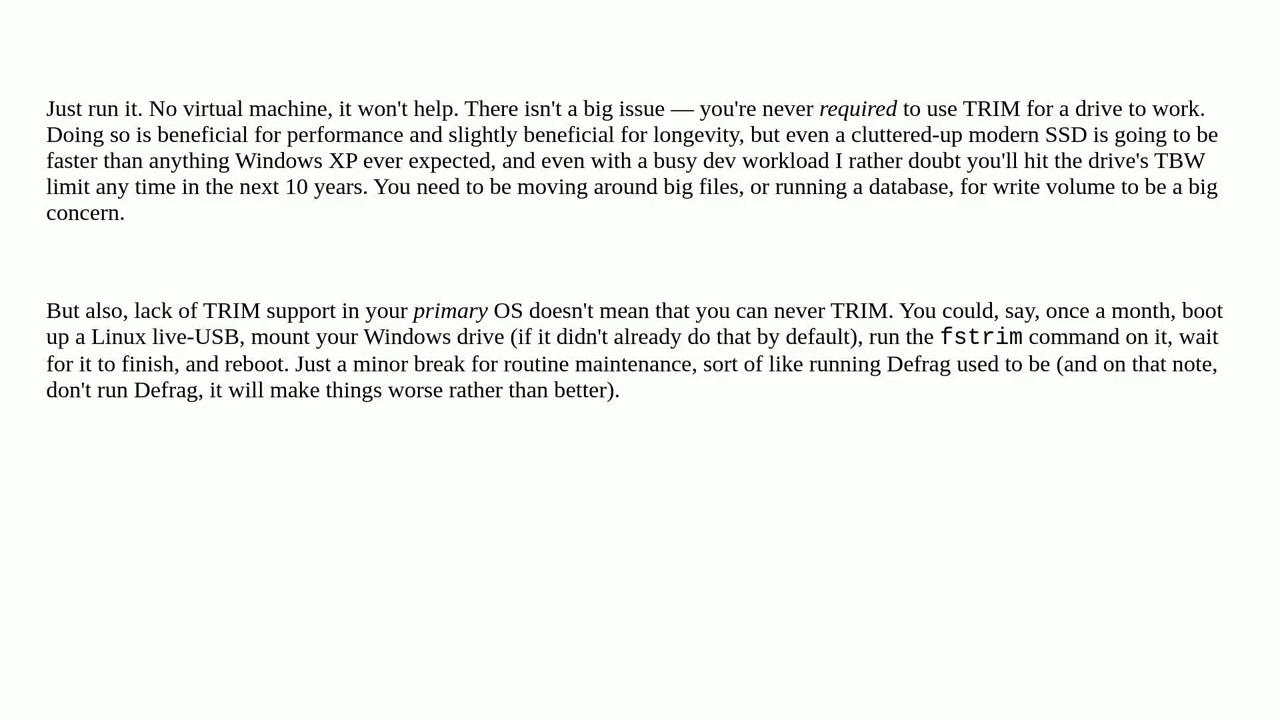 Just run it. No virtual machine, it won't help. There isn't a big issue — you're never required to use TRIM for a drive to work.
Doing so is beneficial for performance and slightly beneficial for longevity, but even a cluttered-up modern SSD is going to be
faster than anything Windows XP ever expected, and even with a busy dev workload I rather doubt you'll hit the drive's TBW
limit any time in the next 10 years. You need to be moving around big files, or running a database, for write volume to be a big
concern.
But also, lack of TRIM support in your primary OS doesn't mean that you can never TRIM. You could, say, once a month, boot
up a Linux live-USB, mount your Windows drive (if it didn't already do that by default), run the fstrim command on it, wait
for it to finish, and reboot. Just a minor break for routine maintenance, sort of like running Defrag used to be (and on that note,
don't run Defrag, it will make things worse rather than better).